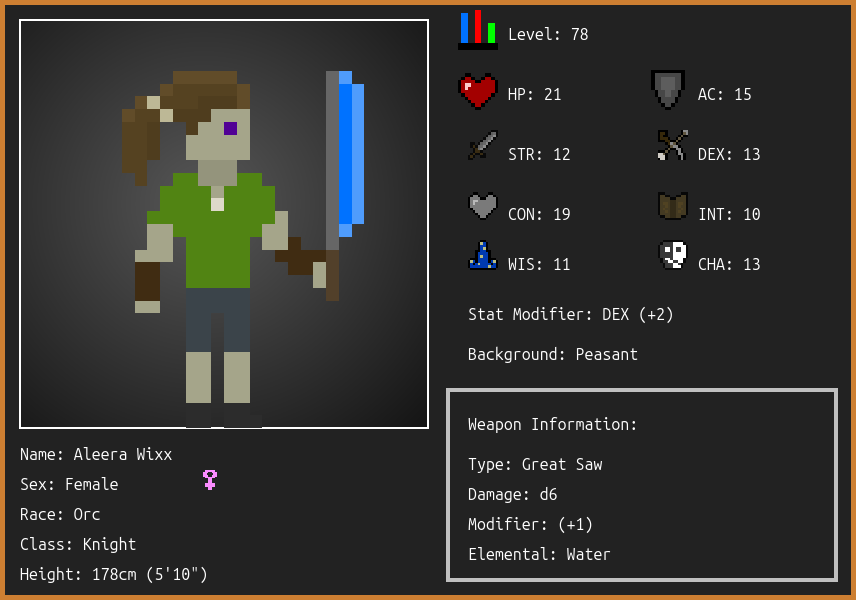 Level: 78
HP: 21
AC: 15
STR: 12
DEX: 13
CON: 19
INT: 10
WIS: 11
CHA: 13
Stat Modifier: DEX (+2)
Background: Peasant
Weapon Information:
Type: Great Saw
Damage: d6
Modifier: (+1)
Elemental: Water
Name: Aleera Wixx
Sex: Female
Race: Orc
Class: Knight
Height: 178cm (5'10")